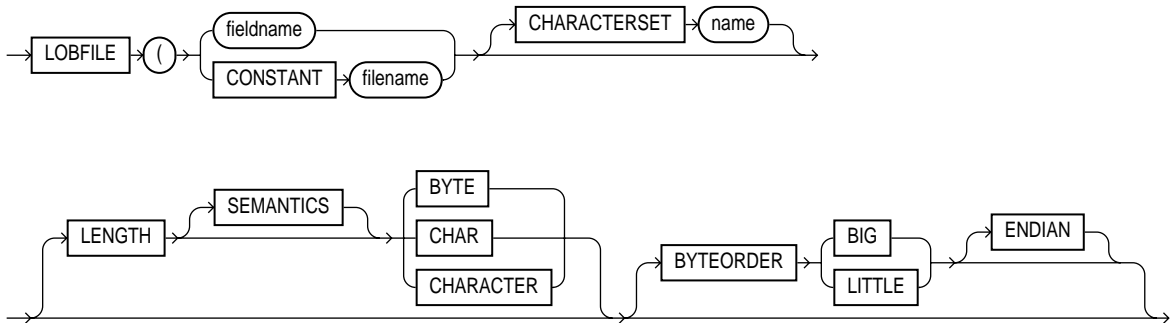 LOBFILE ( fieldname CHARACTERSET name
CONSTANT filename
LENGTH SEMANTICS BYTE BYTEORDER BIG ENDIAN
CHAR LITTLE
CHARACTER